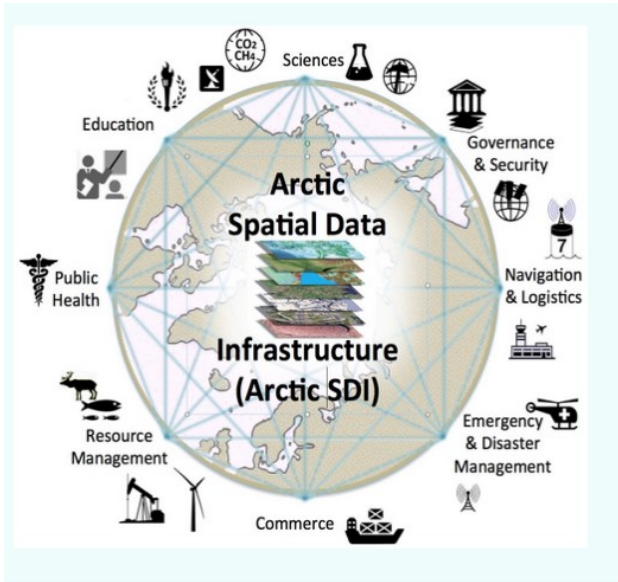 CO2
CH4
Sciences
Education
Governance
& Security
Arctic
Spatial Data
7
Public
Health
Navigation
& Logistics
Infrastructure
(Arctic SDI)
Resource
Management
Emergency
& Disaster
Management
Commerce